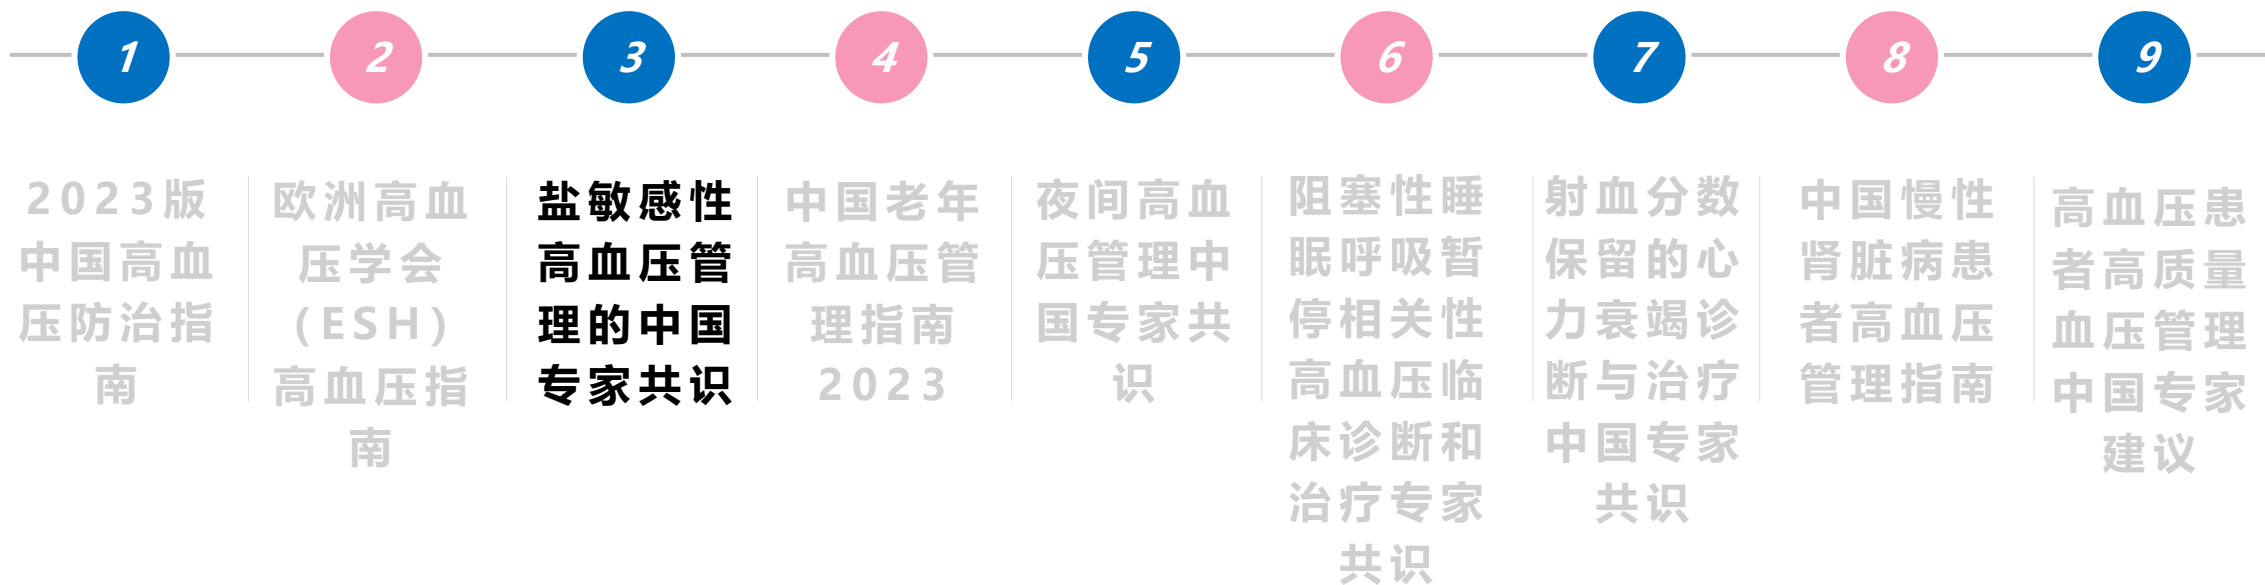 1
2
3
4
5
6
7
8
9
2023版
中国高血
压防治指
南
欧洲高血
压学会
(ESH)
高血压指
南
盐敏感性
高血压管
理的中国
专家共识
中国老年
高血压管
理指南
2023
夜间高血
压管理中
国专家共
识
阻塞性睡
眠呼吸暂
停相关性
高血压临
床诊断和
治疗专家
共识
射血分数
保留的心
力衰竭诊
断与治疗
中国专家
共识
中国慢性
肾脏病患
者高血压
管理指南
高血压患
者高质量
血压管理
中国专家
建议